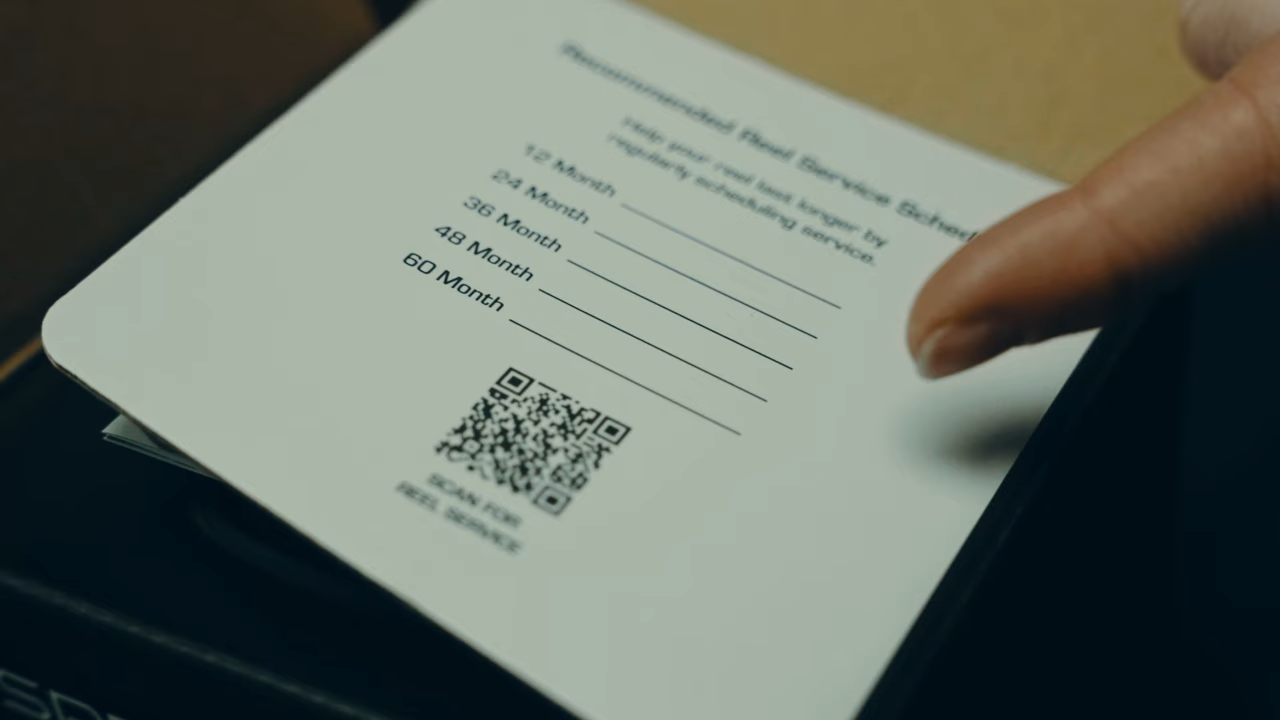 Recommended Reel Service Sched
Help your reel last longer by
regularly scheduling service.
12 Month
24 Month
36 Month
48 Month
60 Month
SCAN FOR
REEL SERVICE